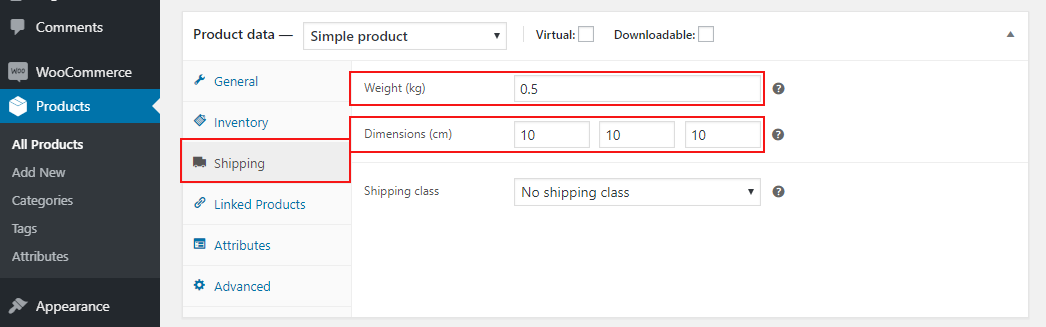 Comments
WooCommerce
Products
All Products
Add New
Categories
Tags
Attributes
Appearance
Product data — Simple product Virtual: Downloadable:
General
Inventory
Shipping
Linked Products
Attributes
Advanced
Weight (kg) 0.5
Dimensions (cm) 10 10 10
Shipping class No shipping class